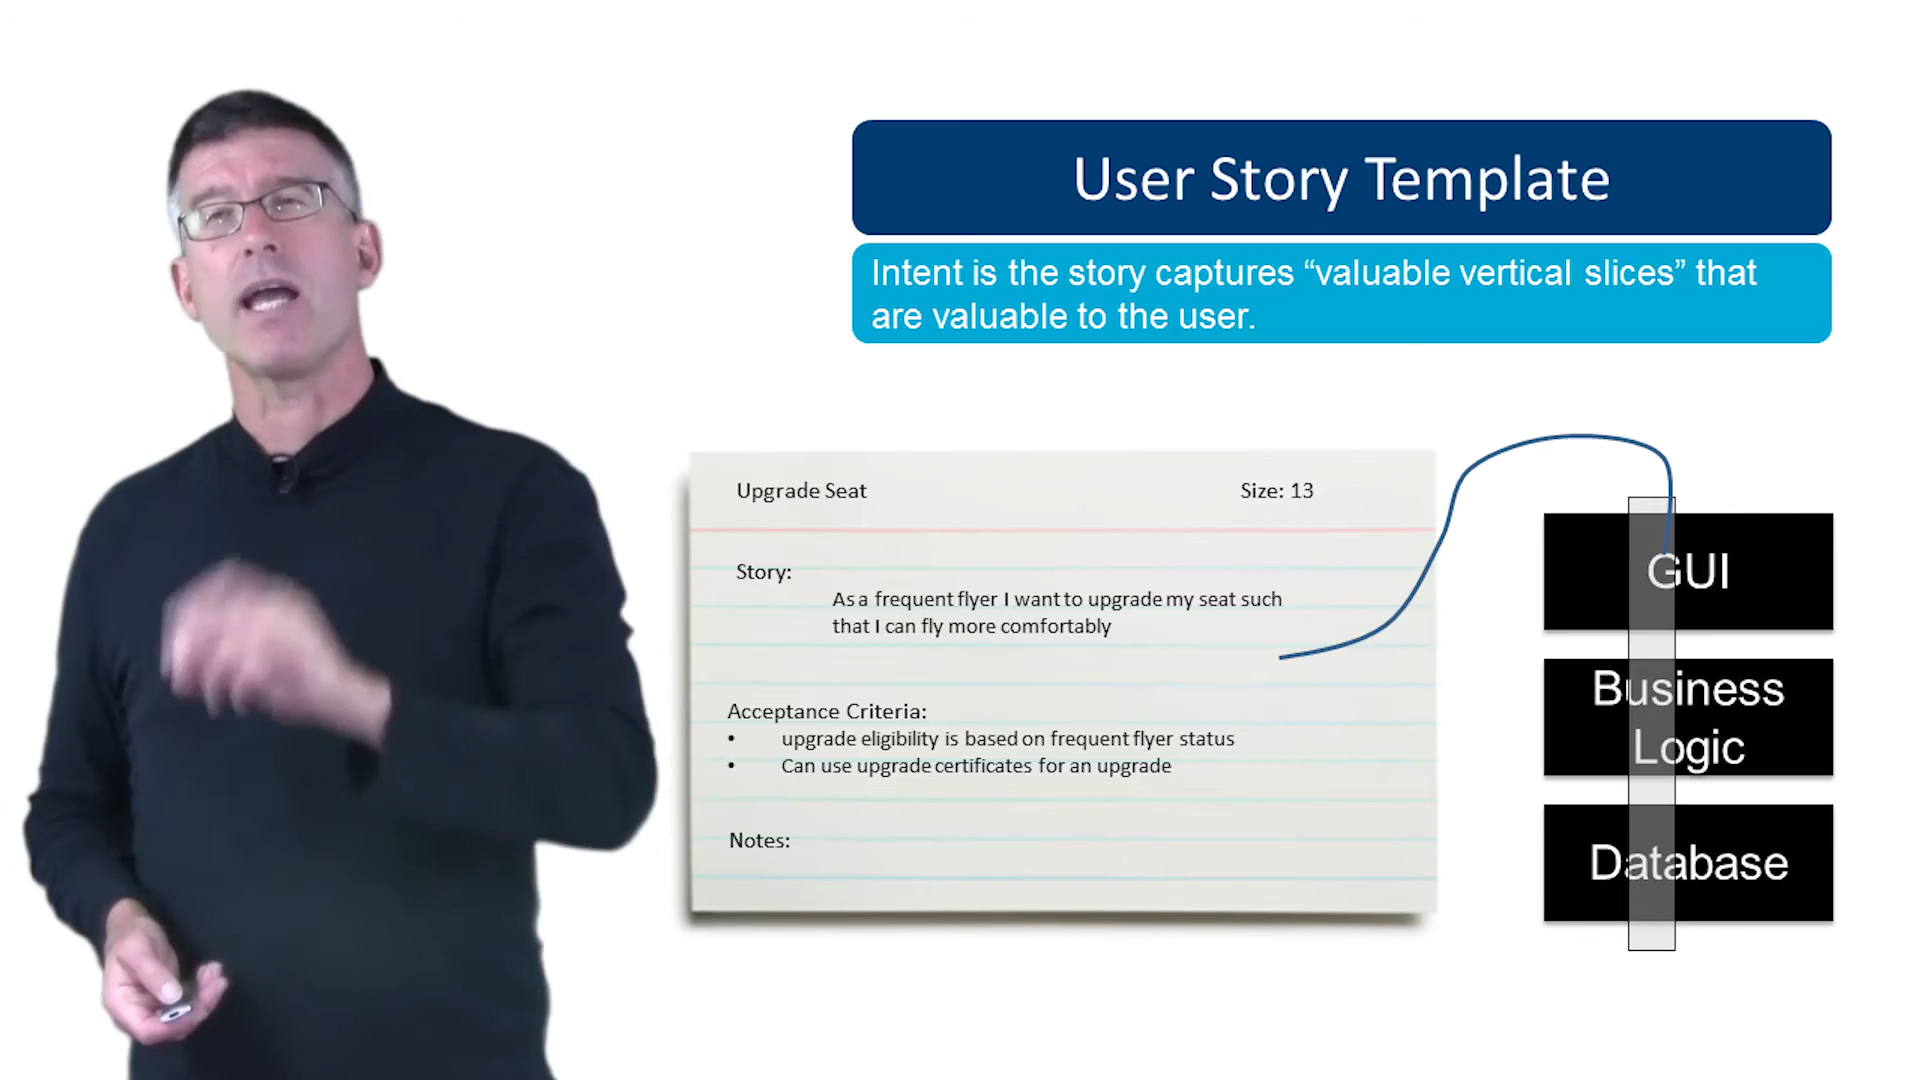 User Story Template
Intent is the story captures “valuable vertical slices” that
are valuable to the user.
Upgrade Seat Size: 13
Story:
As a frequent flyer I want to upgrade my seat such
that I can fly more comfortably
Acceptance Criteria:
• upgrade eligibility is based on frequent flyer status
• Can use upgrade certificates for an upgrade
Notes:
GUI
Business
Logic
Database